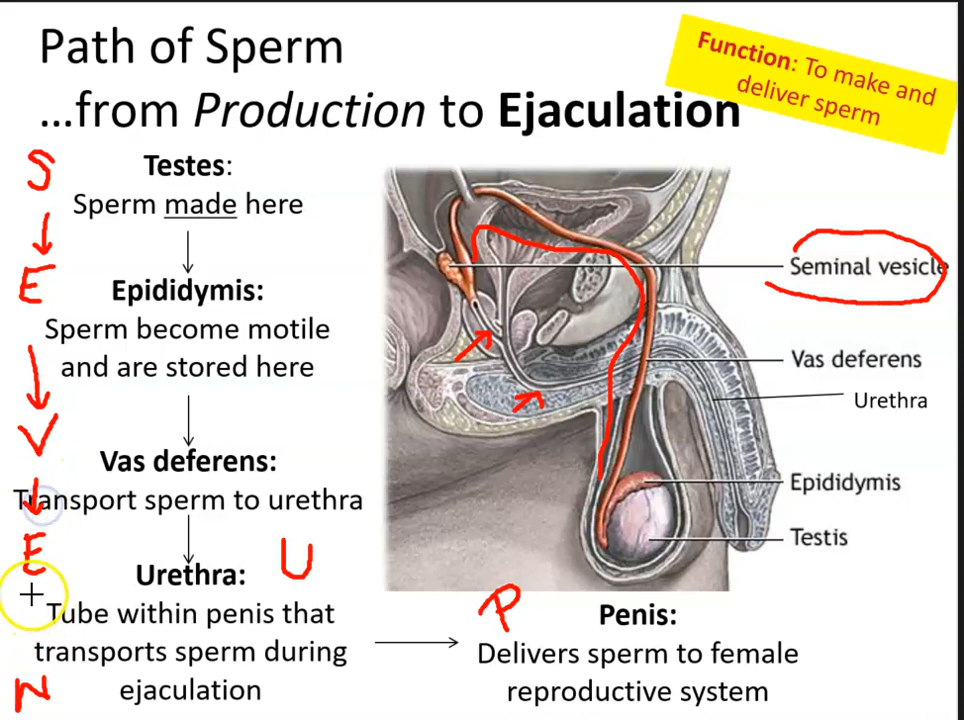 Path of Sperm
...from Production to Ejaculation
Function: To make and
deliver sperm
S
Testes:
Sperm made here
E
Epididymis:
Sperm become motile
and are stored here
V
Vas deferens:
Transport sperm to urethra
E
U
Urethra:
Tube within penis that
transports sperm during
ejaculation
N
P
Penis:
Delivers sperm to female
reproductive system
Seminal vesicle
Vas deferens
Urethra
Epididymis
Testis